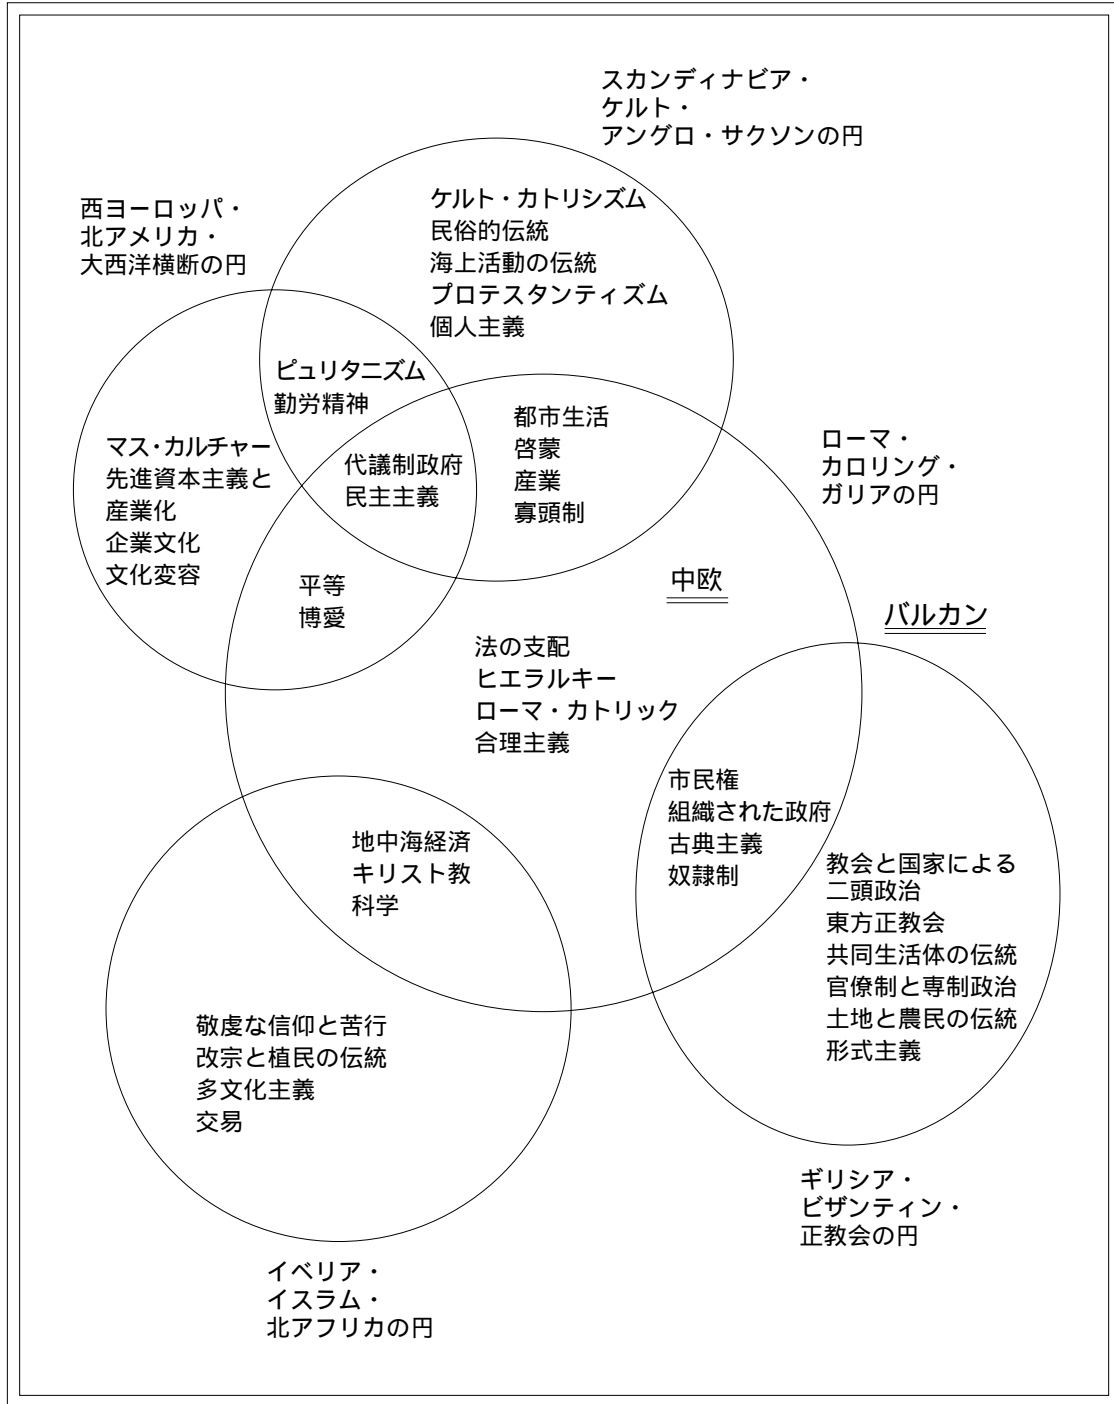 スカンディナビア・
ケルト・
アングロ・サクソンの円
西ヨーロッパ・
北アメリカ・
大西洋横断の円
ケルト・カトリシズム
民俗的伝統
海上活動の伝統
プロテスタンティズム
個人主義
ピュリタニズム
勤労精神
マス・カルチャー
先進資本主義と
産業化
企業文化
文化変容
代議制政府
民主主義
都市生活
啓蒙
産業
寡頭制
ローマ・
カロリング・
ガリアの円
平等
博愛
中欧
バルカン
法の支配
ヒエラルキー
ローマ・カトリック
合理主義
市民権
組織された政府
古典主義
奴隷制
地中海経済
キリスト教
科学
教会と国家による
二頭政治
東方正教会
共同生活体の伝統
官僚制と専制政治
土地と農民の伝統
形式主義
敬虔な信仰と苦行
改宗と植民の伝統
多文化主義
交易
ギリシア・
ビザンティン・
正教会の円
イベリア・
イスラム・
北アフリカの円